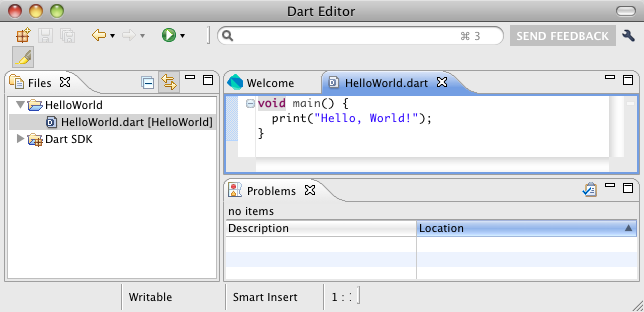 Dart Editor
⌘ 3
SEND FEEDBACK
Files
HelloWorld
HelloWorld.dart [HelloWorld]
Dart SDK
Welcome
HelloWorld.dart
void main() {
print("Hello, World!");
}
Problems
no items
Description Location
Writable Smart Insert 1 :